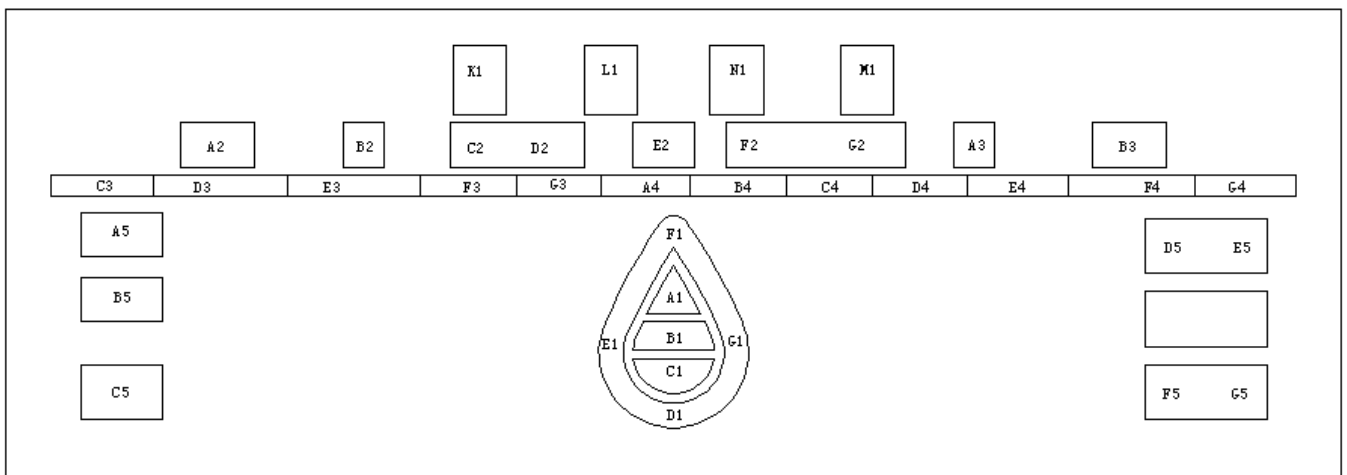 K1 L1 N1 M1
A2 B2 C2 D2 E2 F2 G2 A3 B3
C3 D3 E3 F3 G3 A4 B4 C4 D4 E4 F4 G4
A5 F1 D5 E5
B5 A1
B1
E1 G1
C1
C5 D1 F5 G5